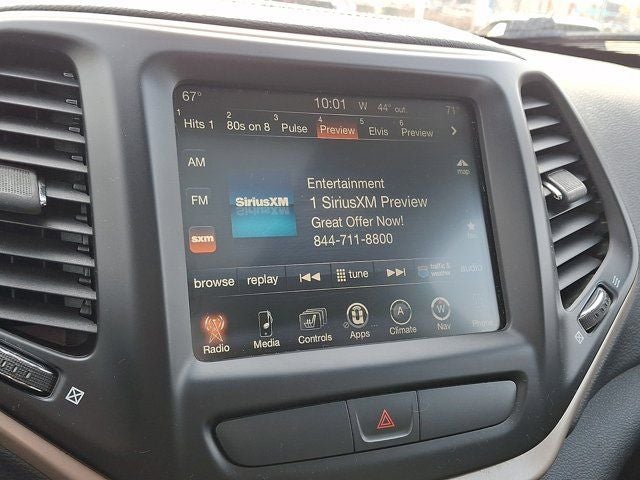 67° 10:01 W 44° out 71°
1 Hits 1 2 80s on 8 3 Pulse 4 Preview 5 Elvis 6 Preview >
AM
map
Entertainment
SiriusXM
1 SiriusXM Preview
FM
Great Offer Now!
fav
sxm
844-711-8800
browse replay tune traffic & weather audio
A W
Radio Media Controls Apps Climate Nav Phone